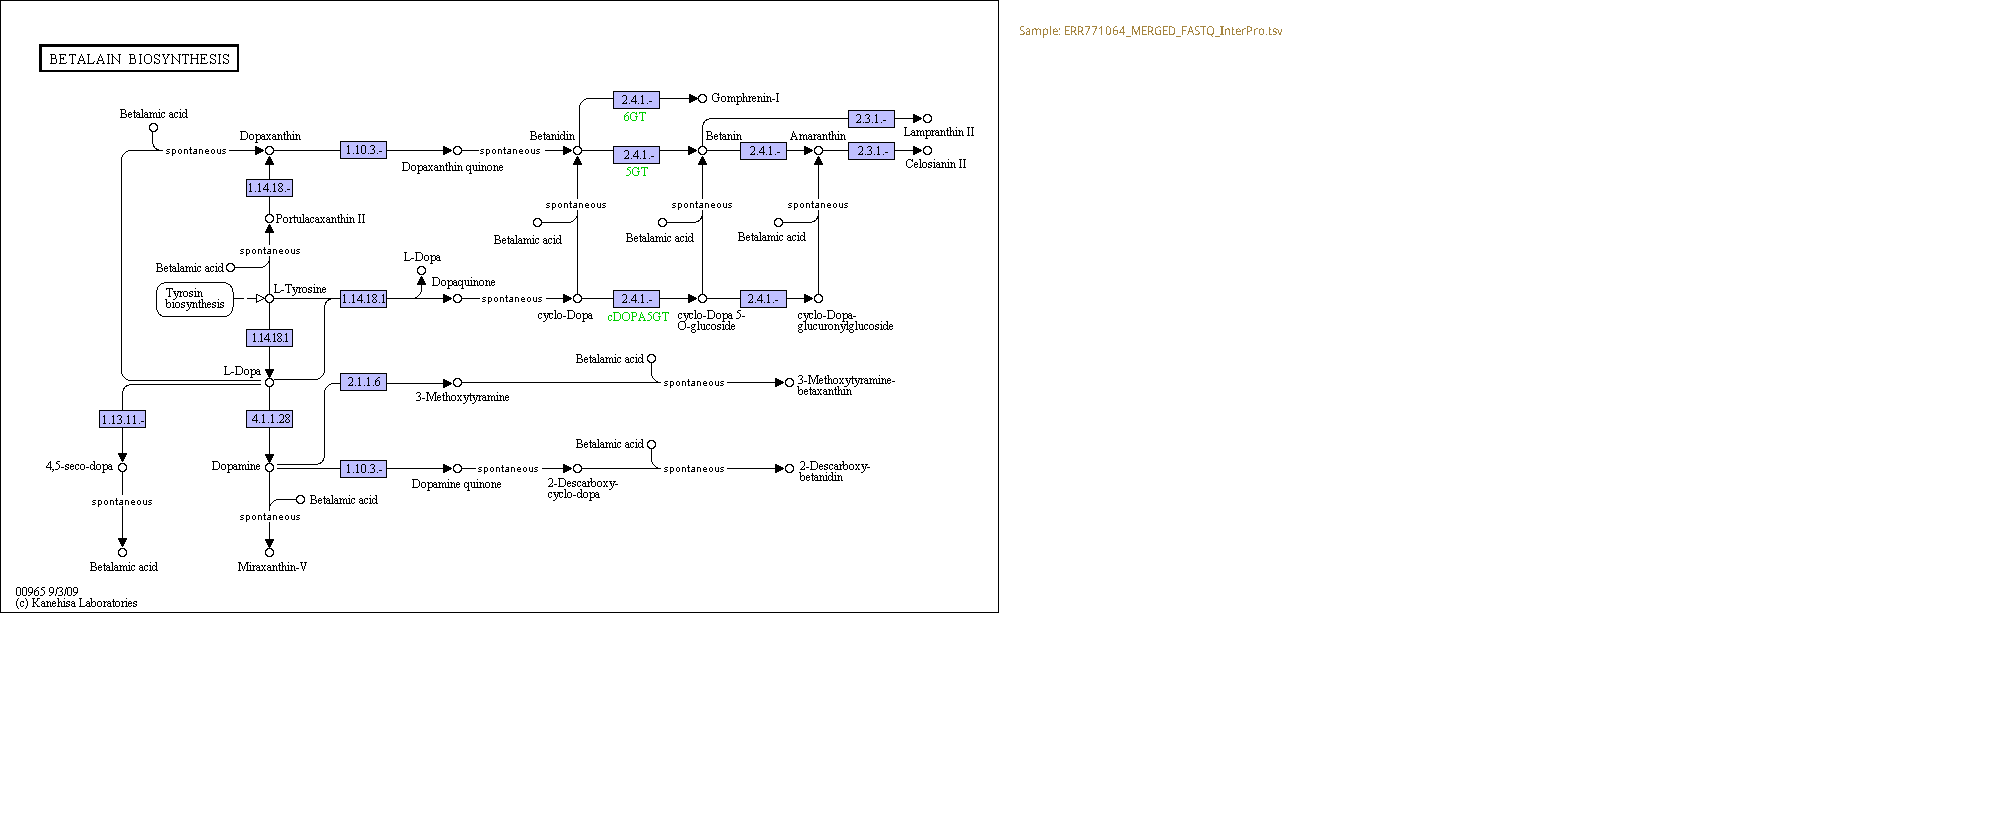 Sample: ERR771064_MERGED_FASTQ_InterPro.tsv
BETALAIN BIOSYNTHESIS
2.4.1.-
Gomphrenin-I
6GT
Betalamic acid
2.3.1.-
Lampranthin II
Dopaxanthin
Betanidin
Betanin
Amaranthin
spontaneous
1.10.3.-
spontaneous
2.4.1.-
2.4.1.-
2.3.1.-
Dopaxanthin quinone
5GT
Celosianin II
1.14.18.-
spontaneous
spontaneous
spontaneous
Portulacaxanthin II
Betalamic acid
Betalamic acid
Betalamic acid
spontaneous
L-Dopa
Betalamic acid
Dopaquinone
Tyrosin
biosynthesis
L-Tyrosine
1.14.18.1
spontaneous
2.4.1.-
2.4.1.-
cyclo-Dopa
cDOPA5GT
cyclo-Dopa 5-
O-glucoside
cyclo-Dopa-
glucuronylglucoside
1.14.18.1
Betalamic acid
L-Dopa
2.1.1.6
spontaneous
3-Methoxytyramine-
betaxanthin
3-Methoxytyramine
1.13.11.-
4.1.1.28
Betalamic acid
4,5-seco-dopa
Dopamine
1.10.3.-
spontaneous
spontaneous
2-Descarboxy-
betanidin
Dopamine quinone
2-Descarboxy-
cyclo-dopa
spontaneous
Betalamic acid
spontaneous
Betalamic acid
Miraxanthin-V
00965 9/3/09
(c) Kanehisa Laboratories